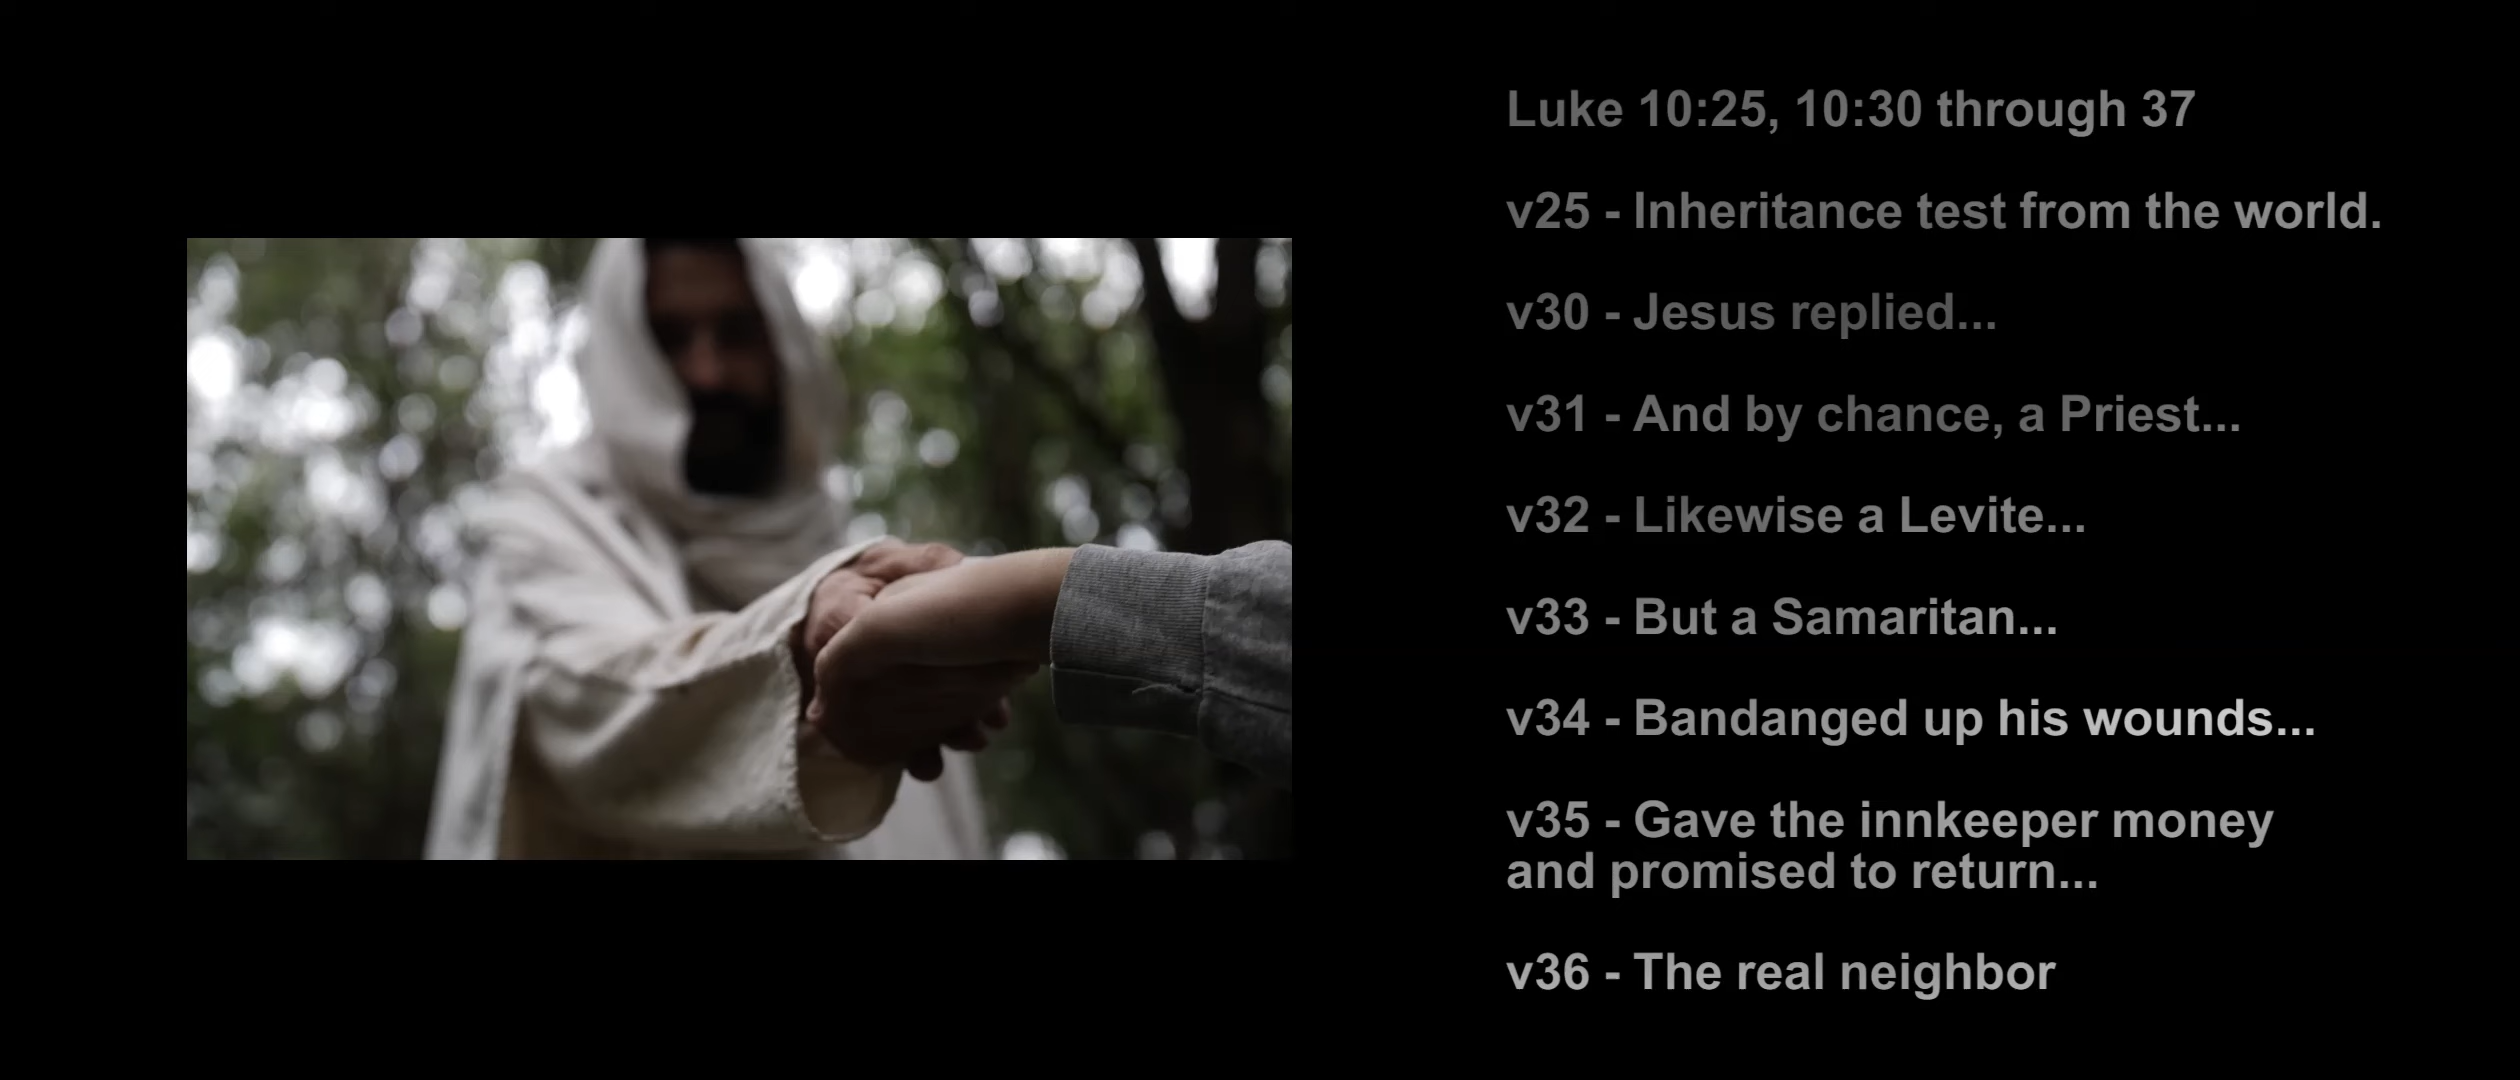 Luke 10:25, 10:30 through 37
v25 - Inheritance test from the world.
v30 - Jesus replied...
v31 - And by chance, a Priest...
v32 - Likewise a Levite...
v33 - But a Samaritan...
v34 - Bandanged up his wounds...
v35 - Gave the innkeeper money
and promised to return...
v36 - The real neighbor